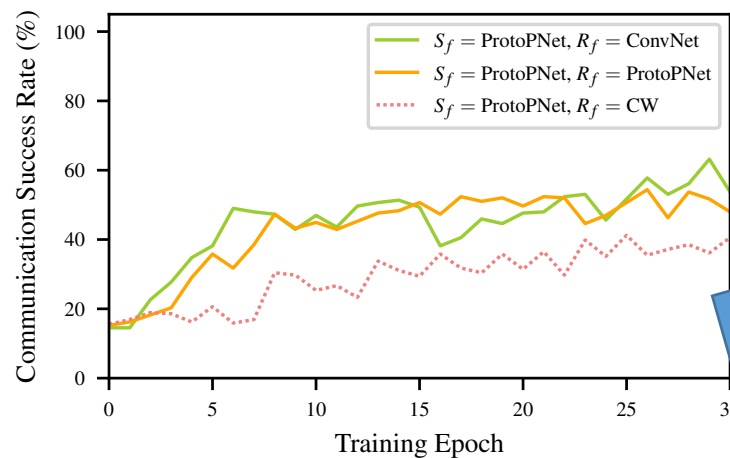 Communication Success Rate (%)
100
80
60
40
20
0
S_f = ProtoPNet, R_f = ConvNet
S_f = ProtoPNet, R_f = ProtoPNet
S_f = ProtoPNet, R_f = CW
0 5 10 15 20 25
Training Epoch